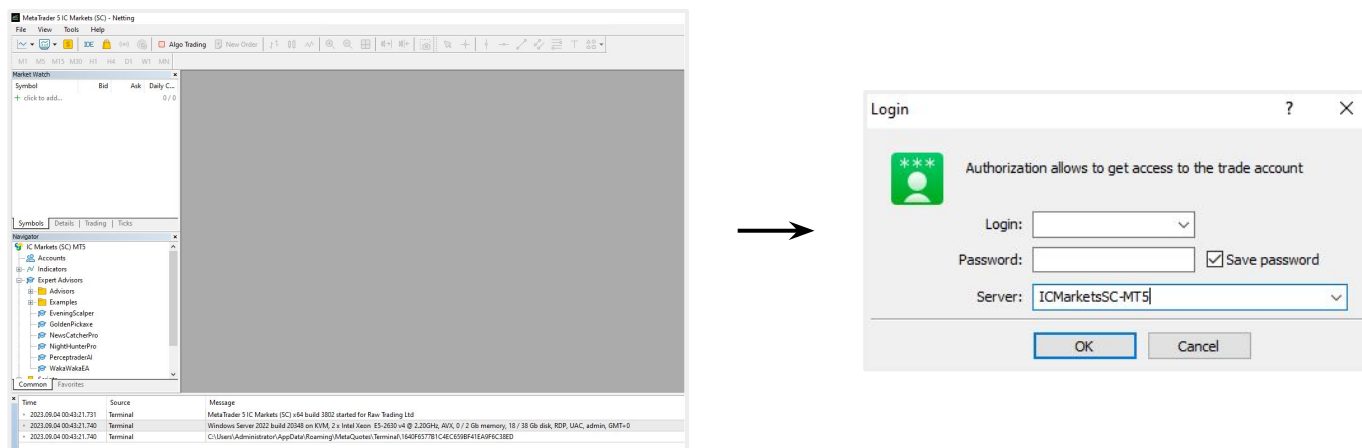 MetaTrader 5 IC Markets (SC) - Netting
File View Tools Help
IDE Algo Trading New Order
M1 M5 M15 M30 H1 H4 D1 W1 MN
Market Watch
Symbol Bid Ask Daily C...
click to add... 0 / 0
Symbols Details Trading Ticks
Navigator
IC Markets (SC) MT5
Accounts
Indicators
Expert Advisors
Advisors
Examples
EveningScalper
GoldenPickaxe
NewsCatcherPro
NightHunterPro
PerceptraderAI
WakaWakaEA
Common Favorites
Time Source Message
2023.09.04 00:43:21.731 Terminal MetaTrader 5 IC Markets (SC) x64 build 3802 started for Raw Trading Ltd
2023.09.04 00:43:21.740 Terminal Windows Server 2022 build 20348 on KVM, 2 x Intel Xeon E5-2630 v4 @ 2.20GHz, AVX, 0 / 2 Gb memory, 18 / 38 Gb disk, RDP, UAC, admin, GMT+0
2023.09.04 00:43:21.740 Terminal C:\Users\Administrator\AppData\Roaming\MetaQuotes\Terminal\1640F6577B1C4EC659BF41EA9F6C38ED
Login ? X
***
Authorization allows to get access to the trade account
Login:
Password: Save password
Server: ICMarketsSC-MT5
OK Cancel